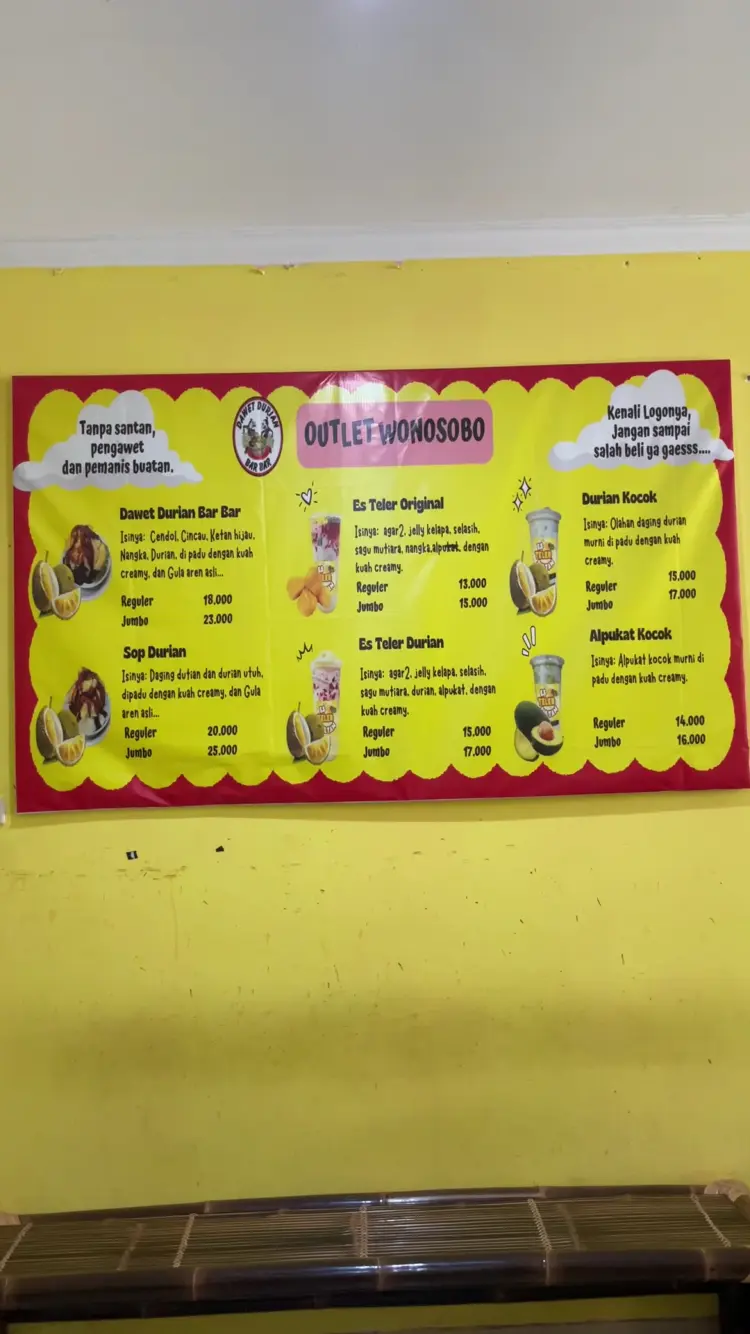 Tanpa santan,
pengawet
dan pemanis buatan.
DAWET DURIAN
BAR BAR
OUTLET WONOSOBO
Kenali Logonya,
Jangan sampai
salah beli ya gaesss....
Dawet Durian Bar Bar
Isinya: Cendol, Cincau, Ketan hijau,
Nangka, Durian, di padu dengan kuah
creamy, dan Gula aren asli...
Reguler 18.000
Jumbo 23.000
Sop Durian
Isinya: Daging dutian dan durian utuh,
dipadu dengan kuah creamy, dan Gula
aren asli...
Reguler 20.000
Jumbo 25.000
Es Teler Original
Isinya: agar2, jelly kelapa, selasih,
sagu mutiara, nangka,alpukat, dengan
kuah creamy.
Reguler 13.000
Jumbo 15.000
Es Teler Durian
Isinya: agar2, jelly kelapa, selasih,
sagu mutiara, durian, alpukat, dengan
kuah creamy.
Reguler 15.000
Jumbo 17.000
Durian Kocok
Isinya: Olahan daging durian
murni di padu dengan kuah
creamy.
Reguler 15.000
Jumbo 17.000
Alpukat Kocok
Isinya: Alpukat kocok murni di
padu dengan kuah creamy.
Reguler 14.000
Jumbo 16.000